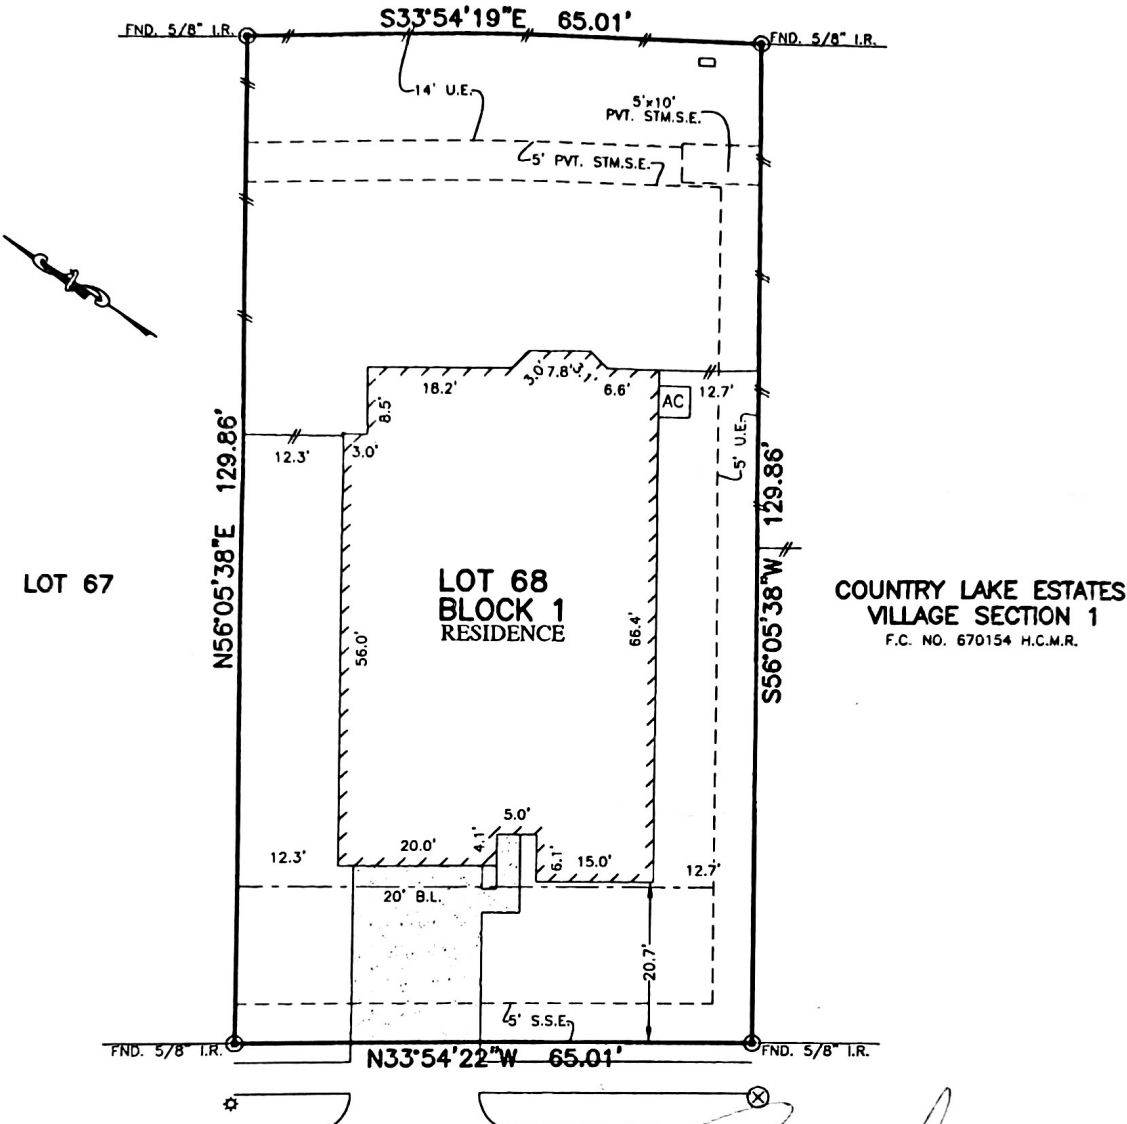 S33°54'19"E 65.01'
FND. 5/8" I.R.
FND. 5/8" I.R.
14' U.E.
5'x10'
PVT. STM.S.E.
5' PVT. STM.S.E.
18.2'
3.0'
7.8'
3.1'
6.6'
8.5'
AC
12.7'
12.3'
3.0'
5' U.E.
N56°05'38"E 129.86'
S56°05'38"W 129.86'
LOT 67
LOT 68
BLOCK 1
RESIDENCE
COUNTRY LAKE ESTATES
VILLAGE SECTION 1
F.C. NO. 670154 H.C.M.R.
56.0'
66.4'
5.0'
12.3'
20.0'
4.1'
6.1'
15.0'
12.7'
20' B.L.
20.7'
5' S.S.E.
FND. 5/8" I.R.
N33°54'22"W 65.01'
FND. 5/8" I.R.